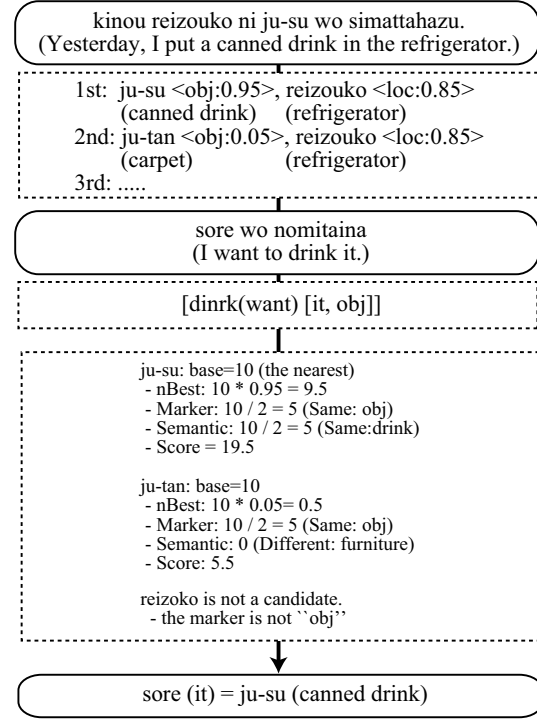 kinou reizouko ni ju-su wo simattahazu.
(Yesterday, I put a canned drink in the refrigerator.)
1st: ju-su <obj:0.95>, reizouko <loc:0.85>
(canned drink) (refrigerator)
2nd: ju-tan <obj:0.05>, reizouko <loc:0.85>
(carpet) (refrigerator)
3rd: .....
sore wo nomitaina
(I want to drink it.)
[dinrk(want) [it, obj]]
ju-su: base=10 (the nearest)
- nBest: 10 * 0.95 = 9.5
- Marker: 10 / 2 = 5 (Same: obj)
- Semantic: 10 / 2 = 5 (Same:drink)
- Score = 19.5
ju-tan: base=10
- nBest: 10 * 0.05= 0.5
- Marker: 10 / 2 = 5 (Same: obj)
- Semantic: 0 (Different: furniture)
- Score: 5.5
reizoko is not a candidate.
- the marker is not ``obj''
sore (it) = ju-su (canned drink)